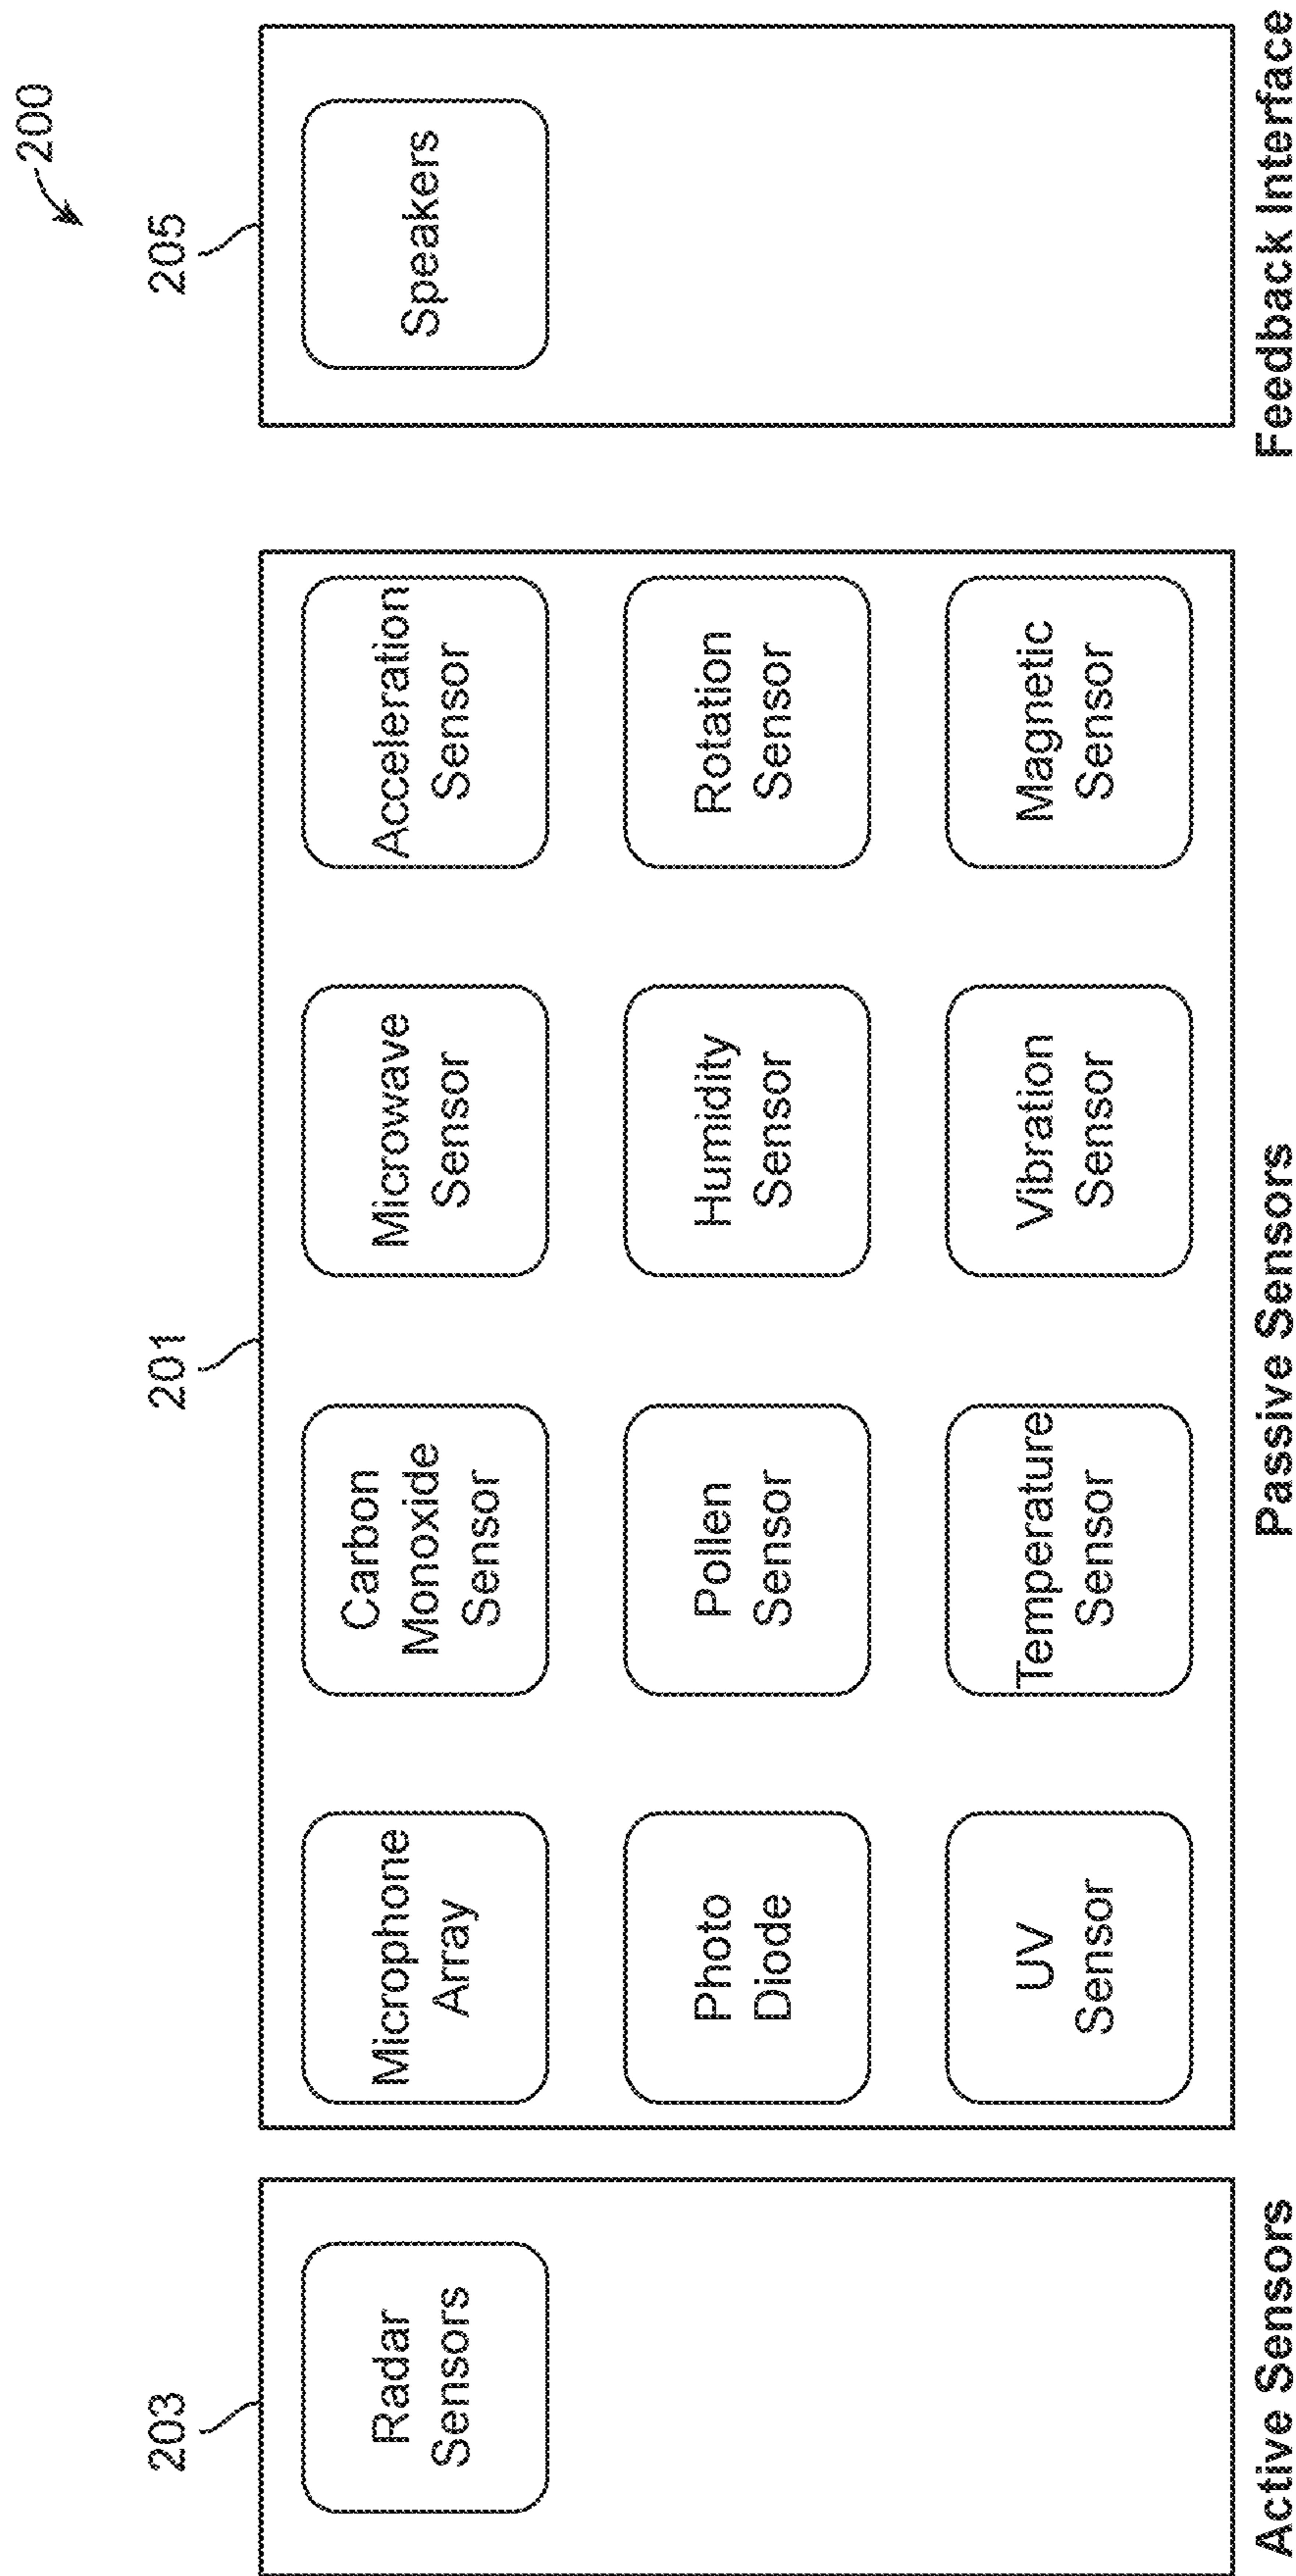 200
203
201
205
Radar
Sensors
Microphone
Array
Carbon
Monoxide
Sensor
Microwave
Sensor
Acceleration
Sensor
Photo
Diode
Pollen
Sensor
Humidity
Sensor
Rotation
Sensor
UV
Sensor
Temperature
Sensor
Vibration
Sensor
Magnetic
Sensor
Speakers
Active Sensors
Passive Sensors
Feedback Interface